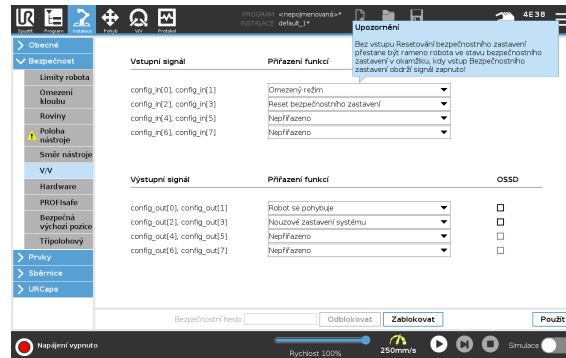 Spustit Program Instalace Pohyb V/V Protokol
PROGRAM <nepojmenovaná>*
INSTALACE default_1*
4E38
Upozornění
Bez vstupu Resetování bezpečnostního zastavení
přestane být rameno robota ve stavu bezpečnostního
zastavení v okamžiku, kdy vstup Bezpečnostního
zastavení obdrží signál zapnuto!
Obecné
Bezpečnost
Limity robota
Omezení
kloubu
Roviny
Poloha
nástroje
Směr nástroje
V/V
Hardware
PROFIsafe
Bezpečná
výchozí pozice
Třípolohový
Prvky
Sběrnice
URCaps
Vstupní signál Přiřazení funkcí
config_in[0], config_in[1] Omezený režim
config_in[2], config_in[3] Reset bezpečnostního zastavení
config_in[4], config_in[5] Nepřiřazeno
config_in[6], config_in[7] Nepřiřazeno
Výstupní signál Přiřazení funkcí OSSD
config_out[0], config_out[1] Robot se pohybuje
config_out[2], config_out[3] Nouzové zastavení systému
config_out[4], config_out[5] Nepřiřazeno
config_out[6], config_out[7] Nepřiřazeno
Bezpečnostní heslo Odblokovat Zablokovat Použít
Napájení vypnuto
Rychlost 100%
250mm/s
Simulace